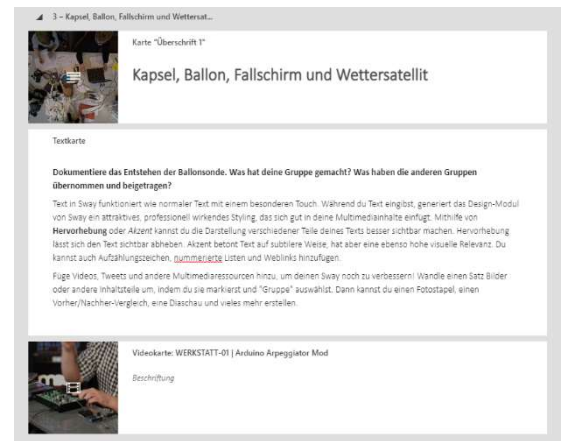 3 – Kapsel, Ballon, Fallschirm und Wettersat...
Karte "Überschrift 1"
Kapsel, Ballon, Fallschirm und Wettersatellit
Textkarte
Dokumentiere das Entstehen der Ballonsonde. Was hat deine Gruppe gemacht? Was haben die anderen Gruppen
übernommen und beigetragen?
Text in Sway funktioniert wie normaler Text mit einem besonderen Touch. Während du Text eingibst, generiert das Design-Modul
von Sway ein attraktives, professionell wirkendes Styling, das sich gut in deine Multimediainhalte einfügt. Mithilfe von
Hervorhebung oder Akzent kannst du die Darstellung verschiedener Teile deines Texts besser sichtbar machen. Hervorhebung
lässt sich den Text sichtbar abheben. Akzent betont Text auf subtilere Weise, hat aber eine ebenso hohe visuelle Relevanz. Du
kannst auch Aufzählungszeichen, nummerierte Listen und Weblinks hinzufügen.
Füge Videos, Tweets und andere Multimediaressourcen hinzu, um deinen Sway noch zu verbessern! Wandle einen Satz Bilder
oder andere Inhaltsteile um, indem du sie markierst und "Gruppe" auswählst. Dann kannst du einen Fotostapel, einen
Vorher/Nachher-Vergleich, eine Diaschau und vieles mehr erstellen.
Videokarte: WERKSTATT-01 | Arduino Arpeggiator Mod
Beschriftung